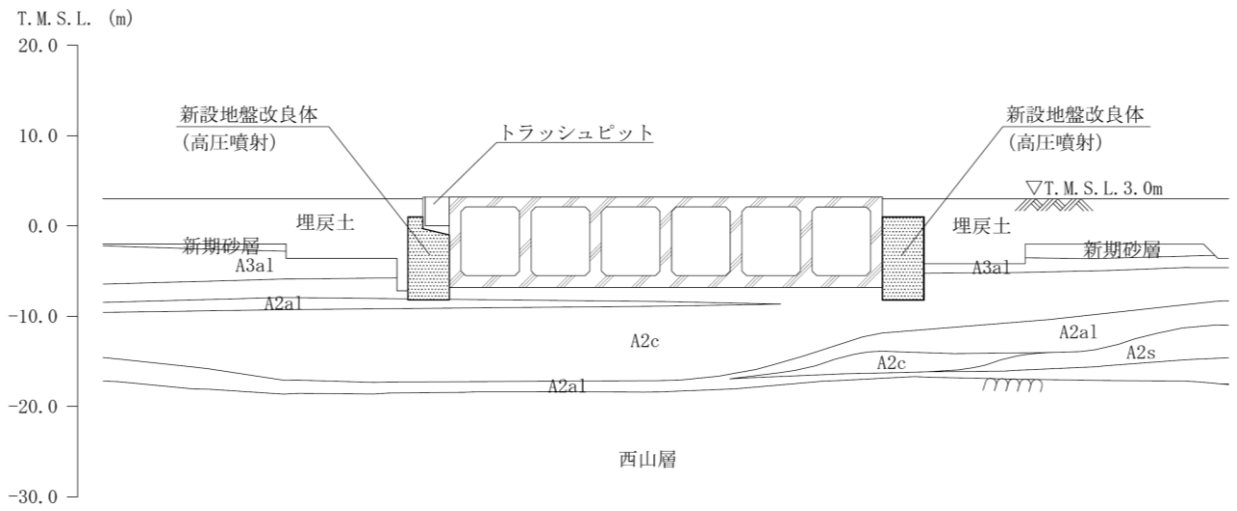 T.M.S.L. (m)
20.0
10.0
0.0
-10.0
-20.0
-30.0
新設地盤改良体
(高圧噴射)
トラッシュピット
新設地盤改良体
(高圧噴射)
▽T.M.S.L.3.0m
埋戻土
埋戻土
新期砂層
新期砂層
A3al
A3al
A2al
A2c
A2al
A2s
A2c
A2al
西山層